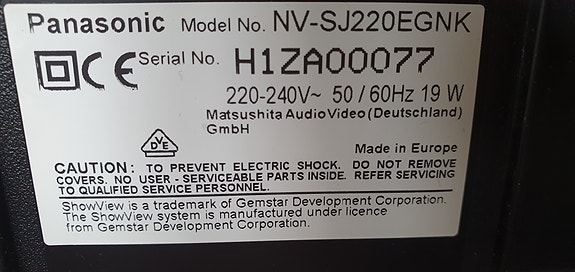 Panasonic Model No. NV-SJ220EGNK
CE Serial No. H1ZA00077
220-240V~ 50/60Hz 19 W
Matsushita Audio Video (Deutschland)
GmbH
DVE
Made in Europe
CAUTION: TO PREVENT ELECTRIC SHOCK. DO NOT REMOVE
COVERS. NO USER - SERVICEABLE PARTS INSIDE. REFER SERVICING
TO QUALIFIED SERVICE PERSONNEL.
ShowView is a trademark of Gemstar Development Corporation.
The ShowView system is manufactured under licence
from Gemstar Development Corporation.